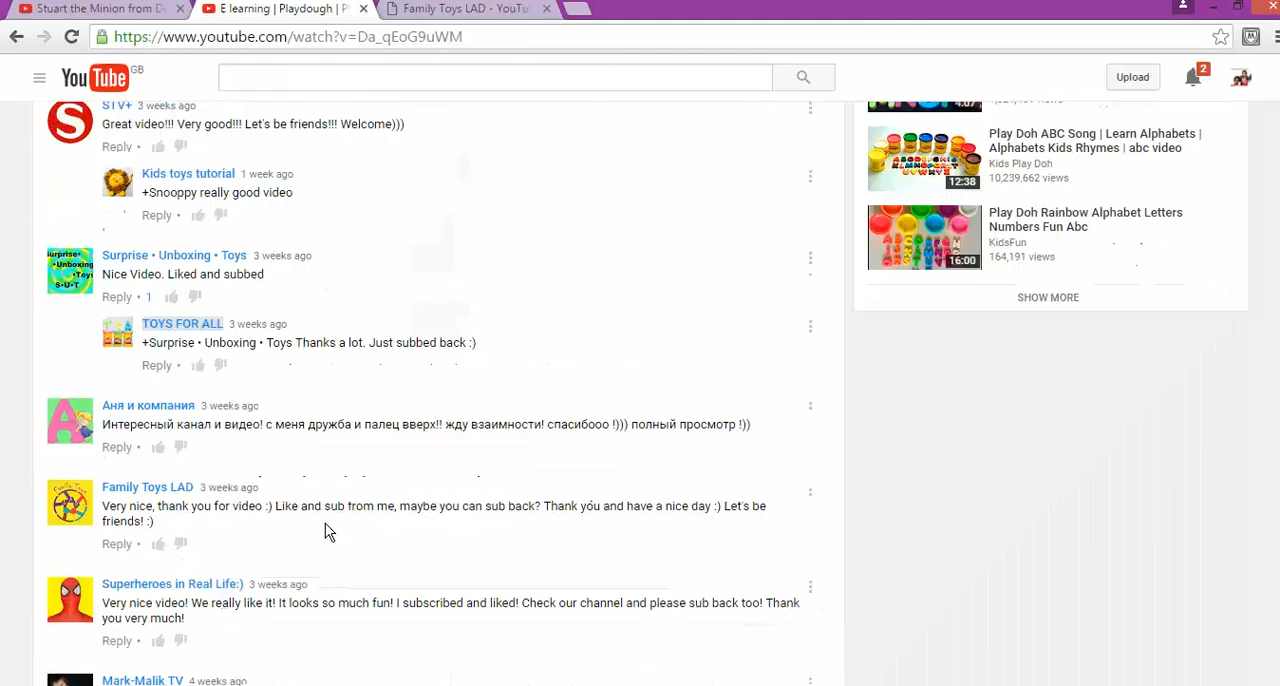 Stuart the Minion from D
E learning | Playdough | P
Family Toys LAD - YouTu
https://www.youtube.com/watch?v=Da_qEoG9uWM
YouTube GB
Upload
2
STV+ 3 weeks ago
Great video!!! Very good!!! Let's be friends!!! Welcome)))
Reply •
Kids toys tutorial 1 week ago
+Snooppy really good video
Reply •
Surprise • Unboxing • Toys 3 weeks ago
Nice Video. Liked and subbed
Reply • 1
TOYS FOR ALL 3 weeks ago
+Surprise • Unboxing • Toys Thanks a lot. Just subbed back :)
Reply •
Аня и компания 3 weeks ago
Интересный канал и видео! с меня дружба и палец вверх!! жду взаимности! спасибооо !))) полный просмотр !))
Reply •
Family Toys LAD 3 weeks ago
Very nice, thank you for video :) Like and sub from me, maybe you can sub back? Thank you and have a nice day :) Let's be
friends! :)
Reply •
Superheroes in Real Life:) 3 weeks ago
Very nice video! We really like it! It looks so much fun! I subscribed and liked! Check our channel and please sub back too! Thank
you very much!
Reply •
Mark-Malik TV 4 weeks ago
4:07
Play Doh ABC Song | Learn Alphabets |
Alphabets Kids Rhymes | abc video
Kids Play Doh
10,239,662 views
12:38
Play Doh Rainbow Alphabet Letters
Numbers Fun Abc
KidsFun
164,191 views
16:00
SHOW MORE